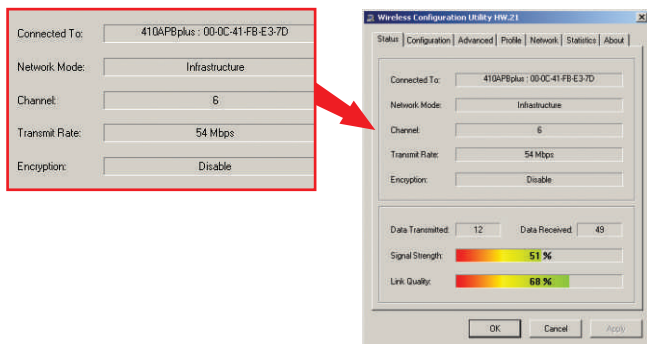 Connected To: 410APBplus : 00-0C-41-FB-E3-7D
Network Mode: Infrastructure
Channel: 6
Transmit Rate: 54 Mbps
Encryption: Disable
Wireless Configuration Utility HW.21
Status Configuration Advanced Profile Network Statistics About
Connected To: 410APBplus : 00-0C-41-FB-E3-7D
Network Mode: Infrastructure
Channel: 6
Transmit Rate: 54 Mbps
Encryption: Disable
Data Transmitted: 12 Data Received: 49
Signal Strength: 51 %
Link Quality: 68 %
OK Cancel Apply